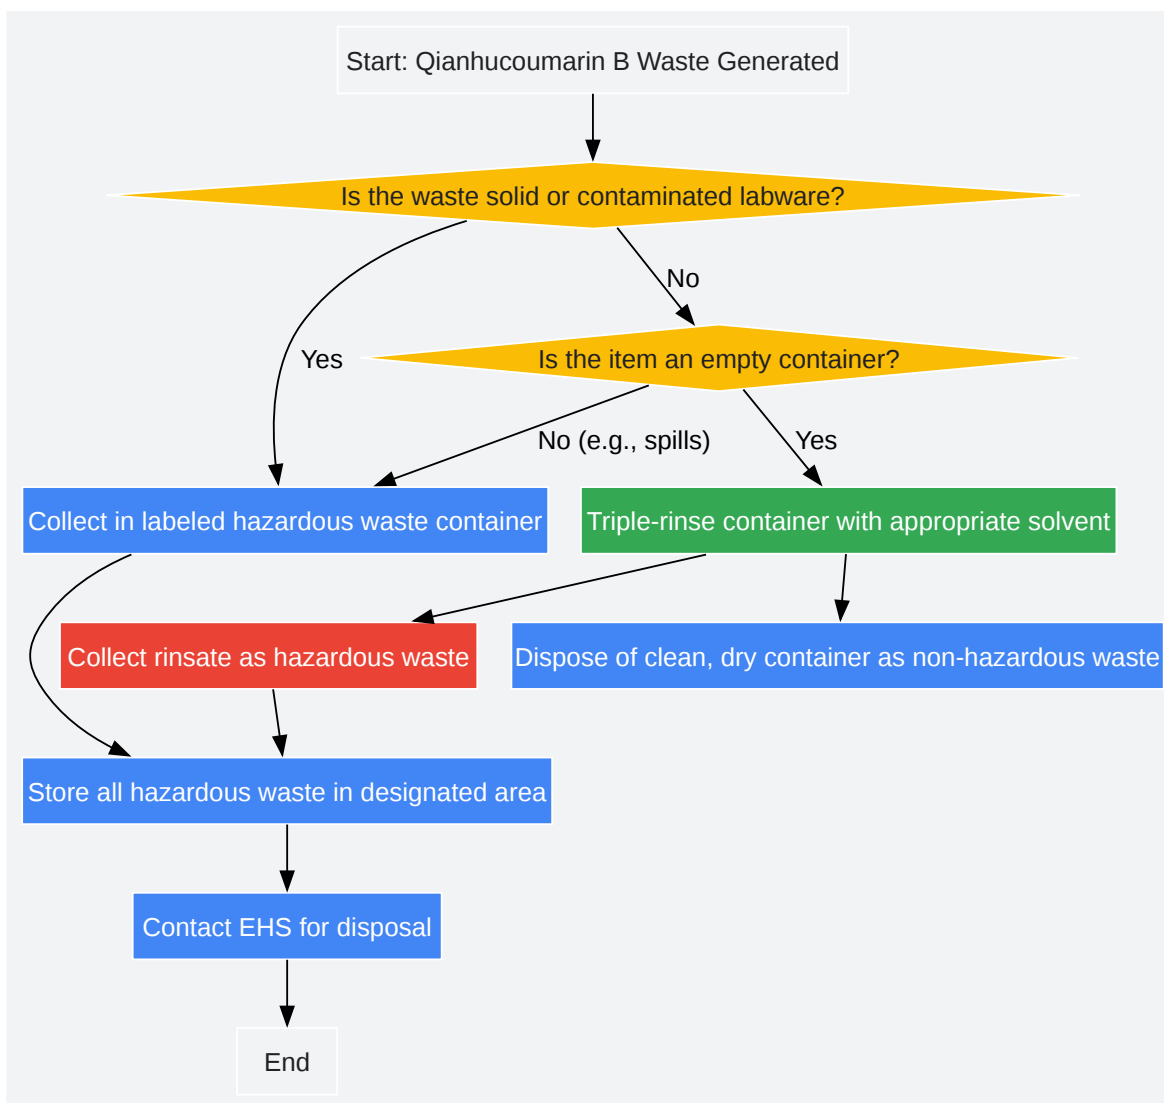 Start: Qianhucoumarin B Waste Generated
Is the waste solid or contaminated labware?
No
Yes
Is the item an empty container?
No (e.g., spills)
Yes
Collect in labeled hazardous waste container
Triple-rinse container with appropriate solvent
Collect rinsate as hazardous waste
Dispose of clean, dry container as non-hazardous waste
Store all hazardous waste in designated area
Contact EHS for disposal
End